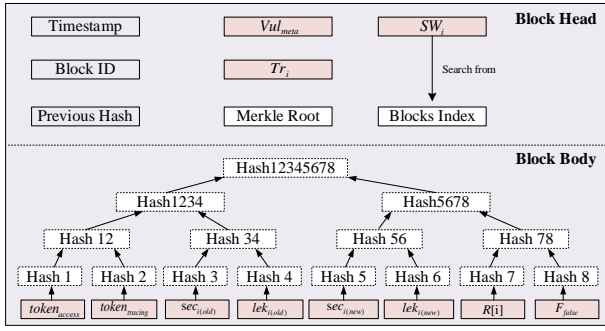 Timestamp Vul_meta SW_i Block Head
Block ID Tr_i Search from
Previous Hash Merkle Root Blocks Index
Block Body
Hash12345678
Hash1234 Hash5678
Hash 12 Hash 34 Hash 56 Hash 78
Hash 1 Hash 2 Hash 3 Hash 4 Hash 5 Hash 6 Hash 7 Hash 8
token_access token_tracing sec_i(old) lek_i(old) sec_i(new) lek_i(new) R[i] F_false